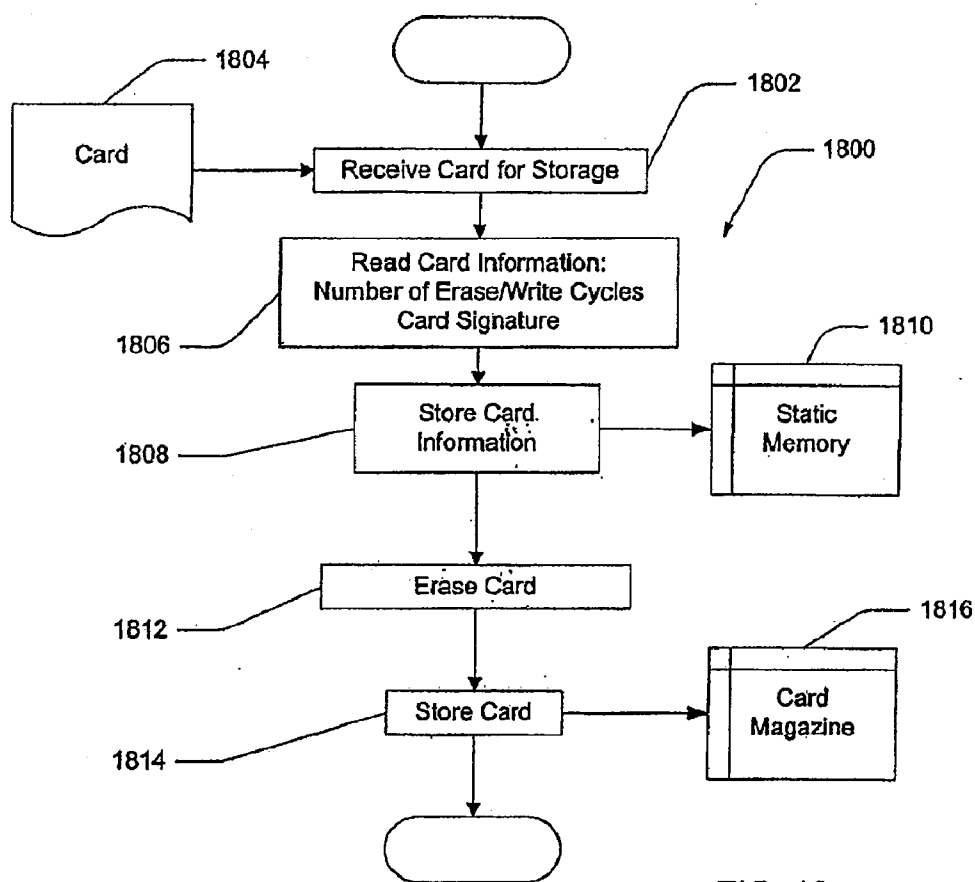 1804
Card
1802
Receive Card for Storage
1800
Read Card Information:
Number of Erase/Write Cycles
Card Signature
1806
1810
Store Card
Information
Static
Memory
1808
Erase Card
1812
1816
Store Card
Card
Magazine
1814